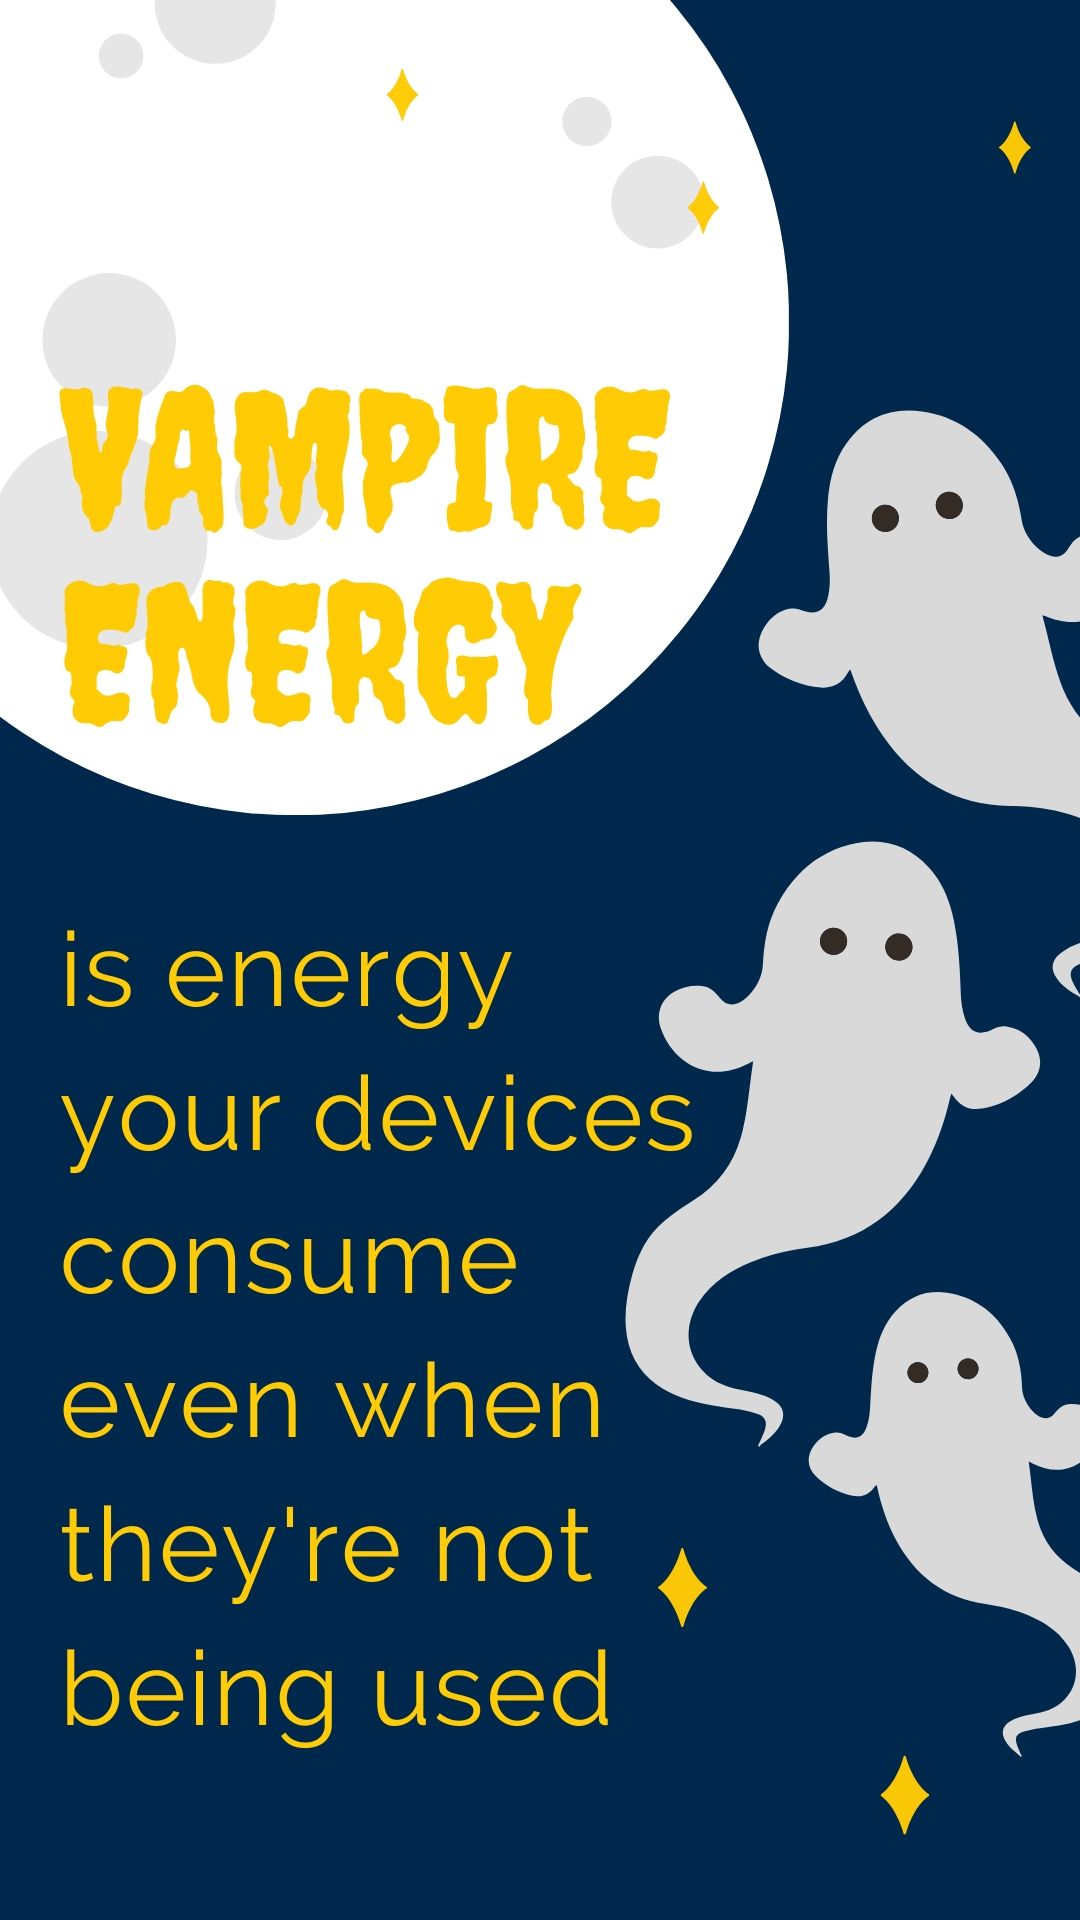 VAMPIRE
ENERGY
is energy
your devices
consume
even when
they're not
being used